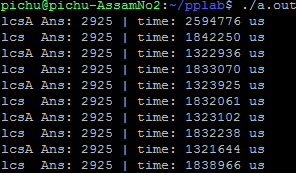 pichu@pichu-AssamNo2:~/pplab$ ./a.out
lcsA Ans: 2925 | time: 2594776 us
lcs  Ans: 2925 | time: 1842250 us
lcsA Ans: 2925 | time: 1322936 us
lcs  Ans: 2925 | time: 1833070 us
lcsA Ans: 2925 | time: 1323925 us
lcs  Ans: 2925 | time: 1832061 us
lcsA Ans: 2925 | time: 1323102 us
lcs  Ans: 2925 | time: 1832238 us
lcsA Ans: 2925 | time: 1321644 us
lcs  Ans: 2925 | time: 1838966 us